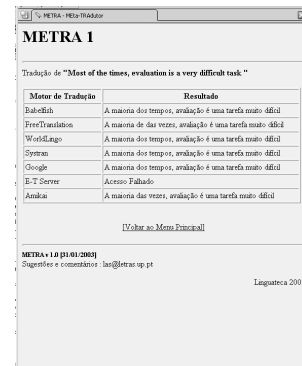 METRA - MEta-TRAdutor
METRA 1
Tradução de "Most of the times, evaluation is a very difficult task "
Motor de Tradução Resultado
Babelfish A maioria dos tempos, avaliação é uma tarefa muito difícil
FreeTranslation A maioria de das vezes, avaliação é uma tarefa muito difícil
WorldLingo A maioria dos tempos, avaliação é uma tarefa muito difícil
Systran A maioria dos tempos, avaliação é uma tarefa muito difícil
Google A maioria dos tempos, avaliação é uma tarefa muito difícil
E-T Server Acesso Falhado
Amikai A maioria das vezes, avaliação é uma tarefa muito difícil
[Voltar ao Menu Principal]
METRA v 1.0 [31/01/2003]
Sugestões e comentários : las@letras.up.pt
Linguateca 200